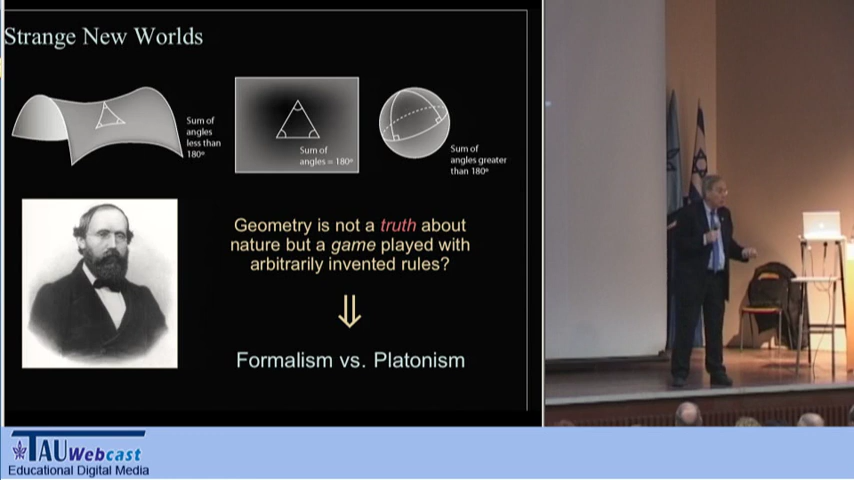 Strange New Worlds
Sum of
angles
less than
180º
Sum of
angles = 180º
Sum of
angles greater
than 180º
Geometry is not a truth about
nature but a game played with
arbitrarily invented rules?
Formalism vs. Platonism
TAU Webcast
Educational Digital Media